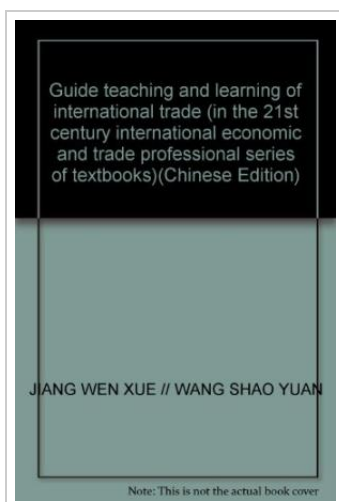 Guide teaching and learning of
international trade (in the 21st
century international economic
and trade professional series
of textbooks)(Chinese Edition)
JIANG WEN XUE // WANG SHAO YUAN
Note: This is not the actual book cover